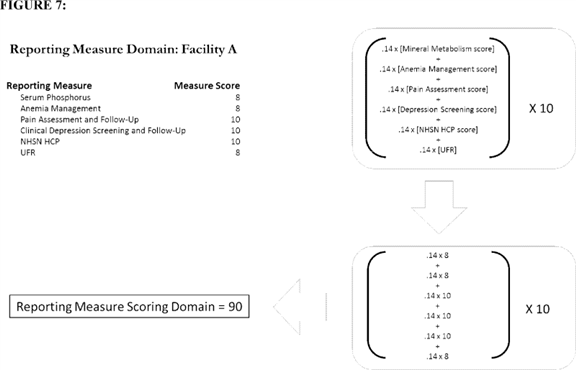 FIGURE 7:
Reporting Measure Domain: Facility A
Reporting Measure Measure Score
Serum Phosphorus 8
Anemia Management 8
Pain Assessment and Follow-Up 10
Clinical Depression Screening and Follow-Up 10
NHSN HCP 10
UFR 8
.14 x [Mineral Metabolism score]
+
.14 x [Anemia Management score]
+
.14 x [Pain Assessment score]
+
.14 x [Depression Screening score]
+
.14 x [NHSN HCP score]
+
.14 x [UFR]
X 10
.14 x 8
+
.14 x 8
+
.14 x 10
+
.14 x 10
+
.14 x 10
+
.14 x 8
X 10
Reporting Measure Scoring Domain = 90